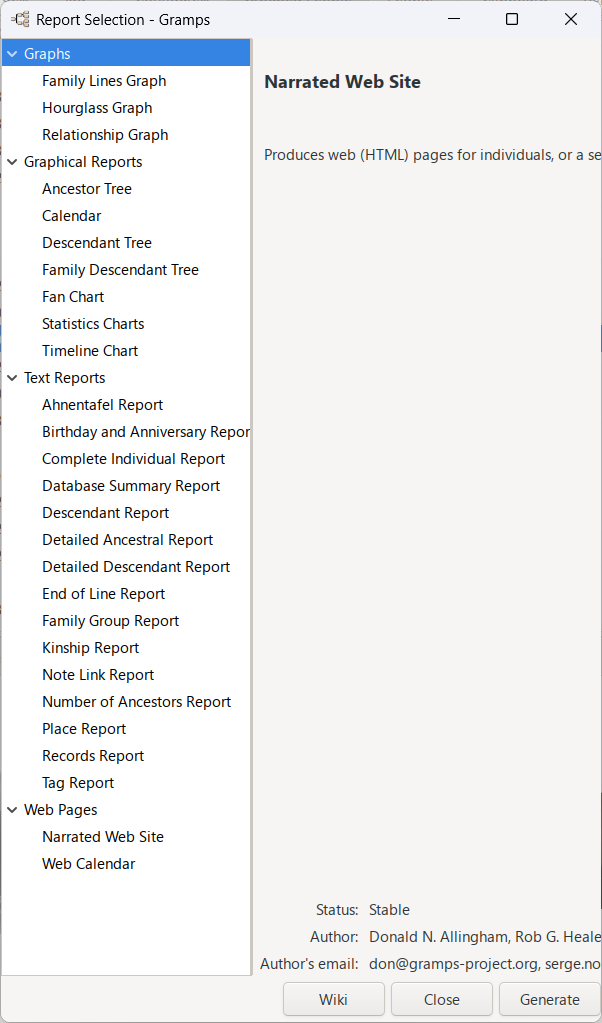 Report Selection - Gramps
Graphs
Family Lines Graph
Hourglass Graph
Relationship Graph
Graphical Reports
Ancestor Tree
Calendar
Descendant Tree
Family Descendant Tree
Fan Chart
Statistics Charts
Timeline Chart
Text Reports
Ahnentafel Report
Birthday and Anniversary Repor
Complete Individual Report
Database Summary Report
Descendant Report
Detailed Ancestral Report
Detailed Descendant Report
End of Line Report
Family Group Report
Kinship Report
Note Link Report
Number of Ancestors Report
Place Report
Records Report
Tag Report
Web Pages
Narrated Web Site
Web Calendar
Narrated Web Site
Produces web (HTML) pages for individuals, or a se
Status: Stable
Author: Donald N. Allingham, Rob G. Heale
Author's email: don@gramps-project.org, serge.no
Wiki Close Generate